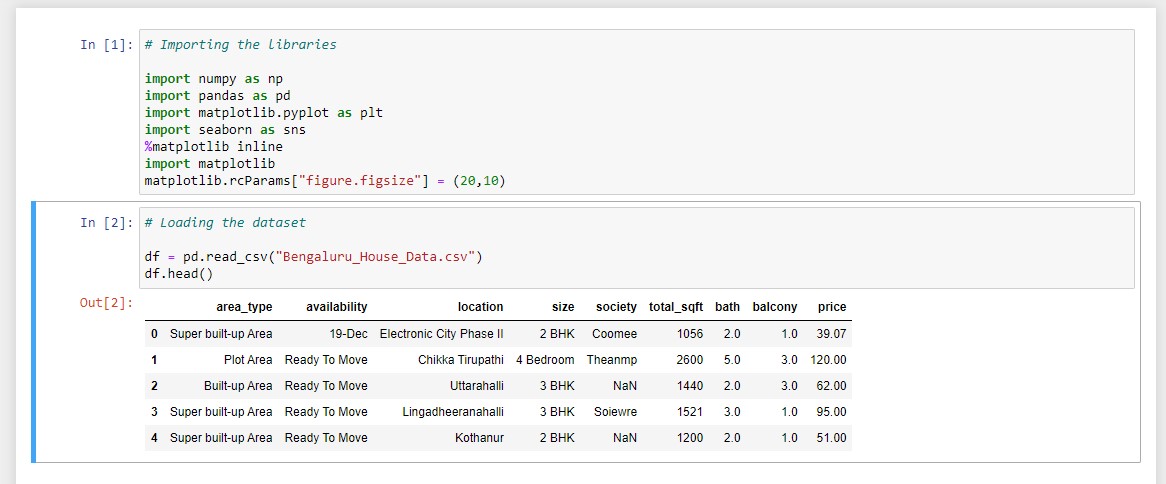 In [1]: # Importing the libraries
import numpy as np
import pandas as pd
import matplotlib.pyplot as plt
import seaborn as sns
%matplotlib inline
import matplotlib
matplotlib.rcParams["figure.figsize"] = (20,10)
In [2]: # Loading the dataset
df = pd.read_csv("Bengaluru_House_Data.csv")
df.head()
Out[2]:
area_type availability location size society total_sqft bath balcony price
0 Super built-up Area 19-Dec Electronic City Phase II 2 BHK Coomee 1056 2.0 1.0 39.07
1 Plot Area Ready To Move Chikka Tirupathi 4 Bedroom Theanmp 2600 5.0 3.0 120.00
2 Built-up Area Ready To Move Uttarahalli 3 BHK NaN 1440 2.0 3.0 62.00
3 Super built-up Area Ready To Move Lingadheeranahalli 3 BHK Soiewre 1521 3.0 1.0 95.00
4 Super built-up Area Ready To Move Kothanur 2 BHK NaN 1200 2.0 1.0 51.00